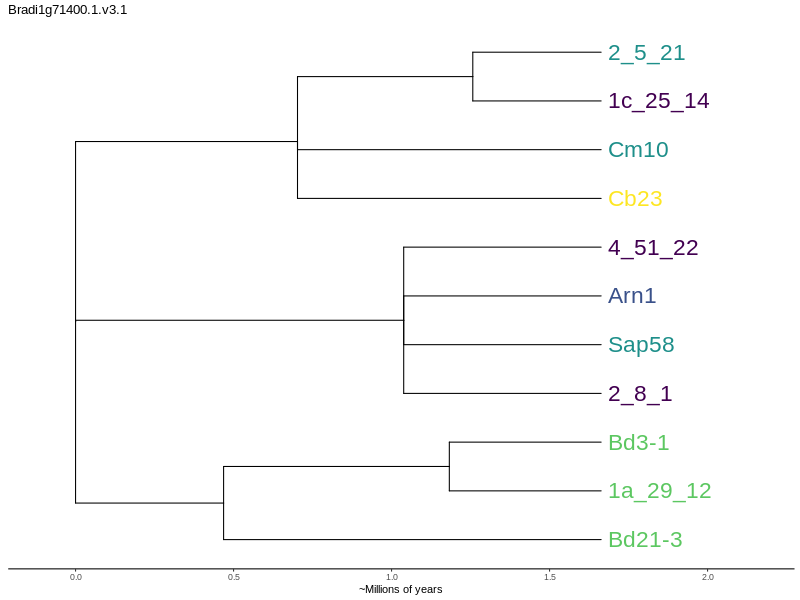 Bradi1g71400.1.v3.1
2_5_21
1c_25_14
Cm10
Cb23
4_51_22
Arn1
Sap58
2_8_1
Bd3-1
1a_29_12
Bd21-3
0.0 0.5 1.0 1.5 2.0
~Millions of years